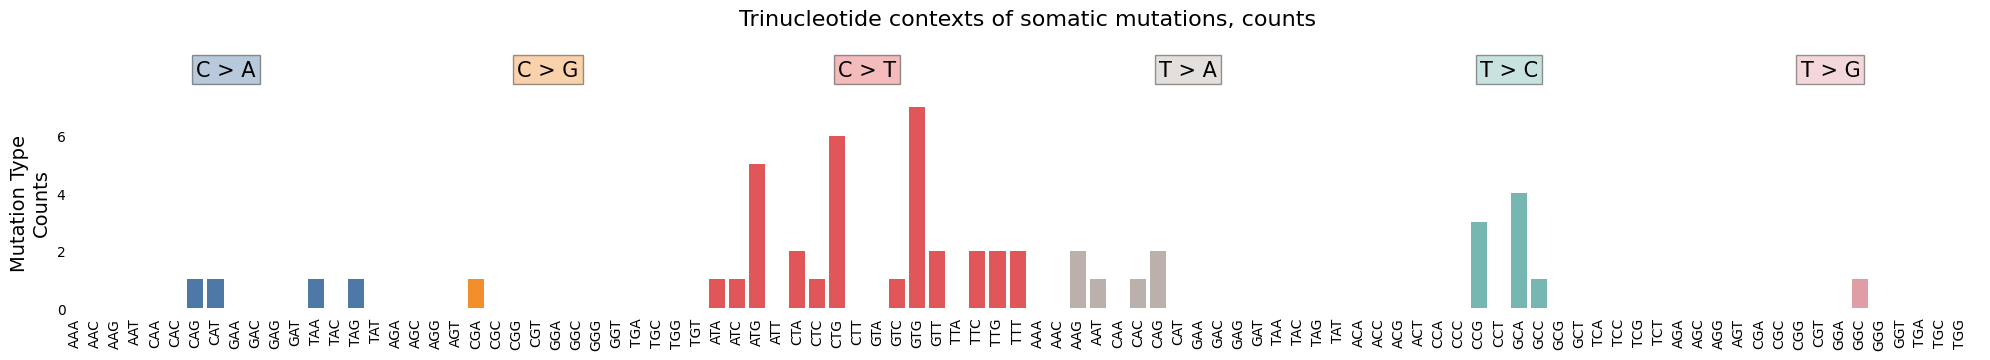 Trinucleotide contexts of somatic mutations, counts
C > A
C > G
C > T
T > A
T > C
T > G
Mutation Type
Counts
6
4
2
0
AAA
AAC
AAG
AAT
CAA
CAC
CAG
CAT
GAA
GAC
GAG
GAT
TAA
TAC
TAG
TAT
AGA
AGC
AGG
AGT
CGA
CGC
CGG
CGT
GGA
GGC
GGG
GGT
TGA
TGC
TGG
TGT
ATA
ATC
ATG
ATT
CTA
CTC
CTG
CTT
GTA
GTC
GTG
GTT
TTA
TTC
TTG
TTT
AAA
AAC
AAG
AAT
CAA
CAC
CAG
CAT
GAA
GAC
GAG
GAT
TAA
TAC
TAG
TAT
ACA
ACC
ACG
ACT
CCA
CCC
CCG
CCT
GCA
GCC
GCG
GCT
TCA
TCC
TCG
TCT
AGA
AGC
AGG
AGT
CGA
CGC
CGG
CGT
GGA
GGC
GGG
GGT
TGA
TGC
TGG